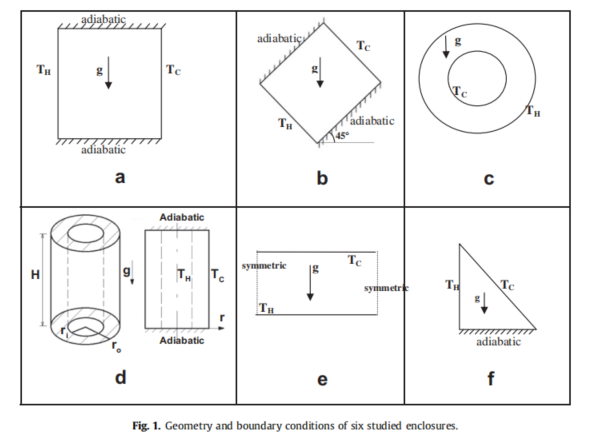 adiabatic
T_H g T_C
adiabatic
a
adiabatic
T_C
g
T_H
adiabatic
45°
b
g
T_C
T_H
c
Adiabatic
H
g
T_H
T_C
r
r_i
r_o
Adiabatic
d
symmetric
T_C
g
symmetric
T_H
e
T_H
T_C
g
adiabatic
f
Fig. 1. Geometry and boundary conditions of six studied enclosures.